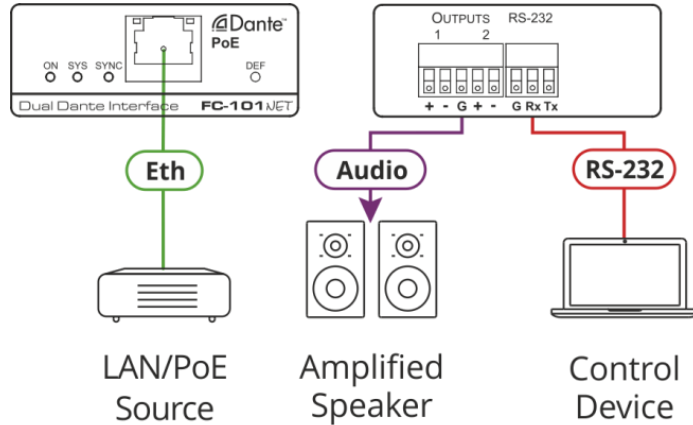 Dante™
PoE
ON SYS SYNC
DEF
Dual Dante Interface FC-101NET
OUTPUTS RS-232
1 2
+ - G + - G Rx Tx
Eth
Audio
RS-232
LAN/PoE
Source
Amplified
Speaker
Control
Device